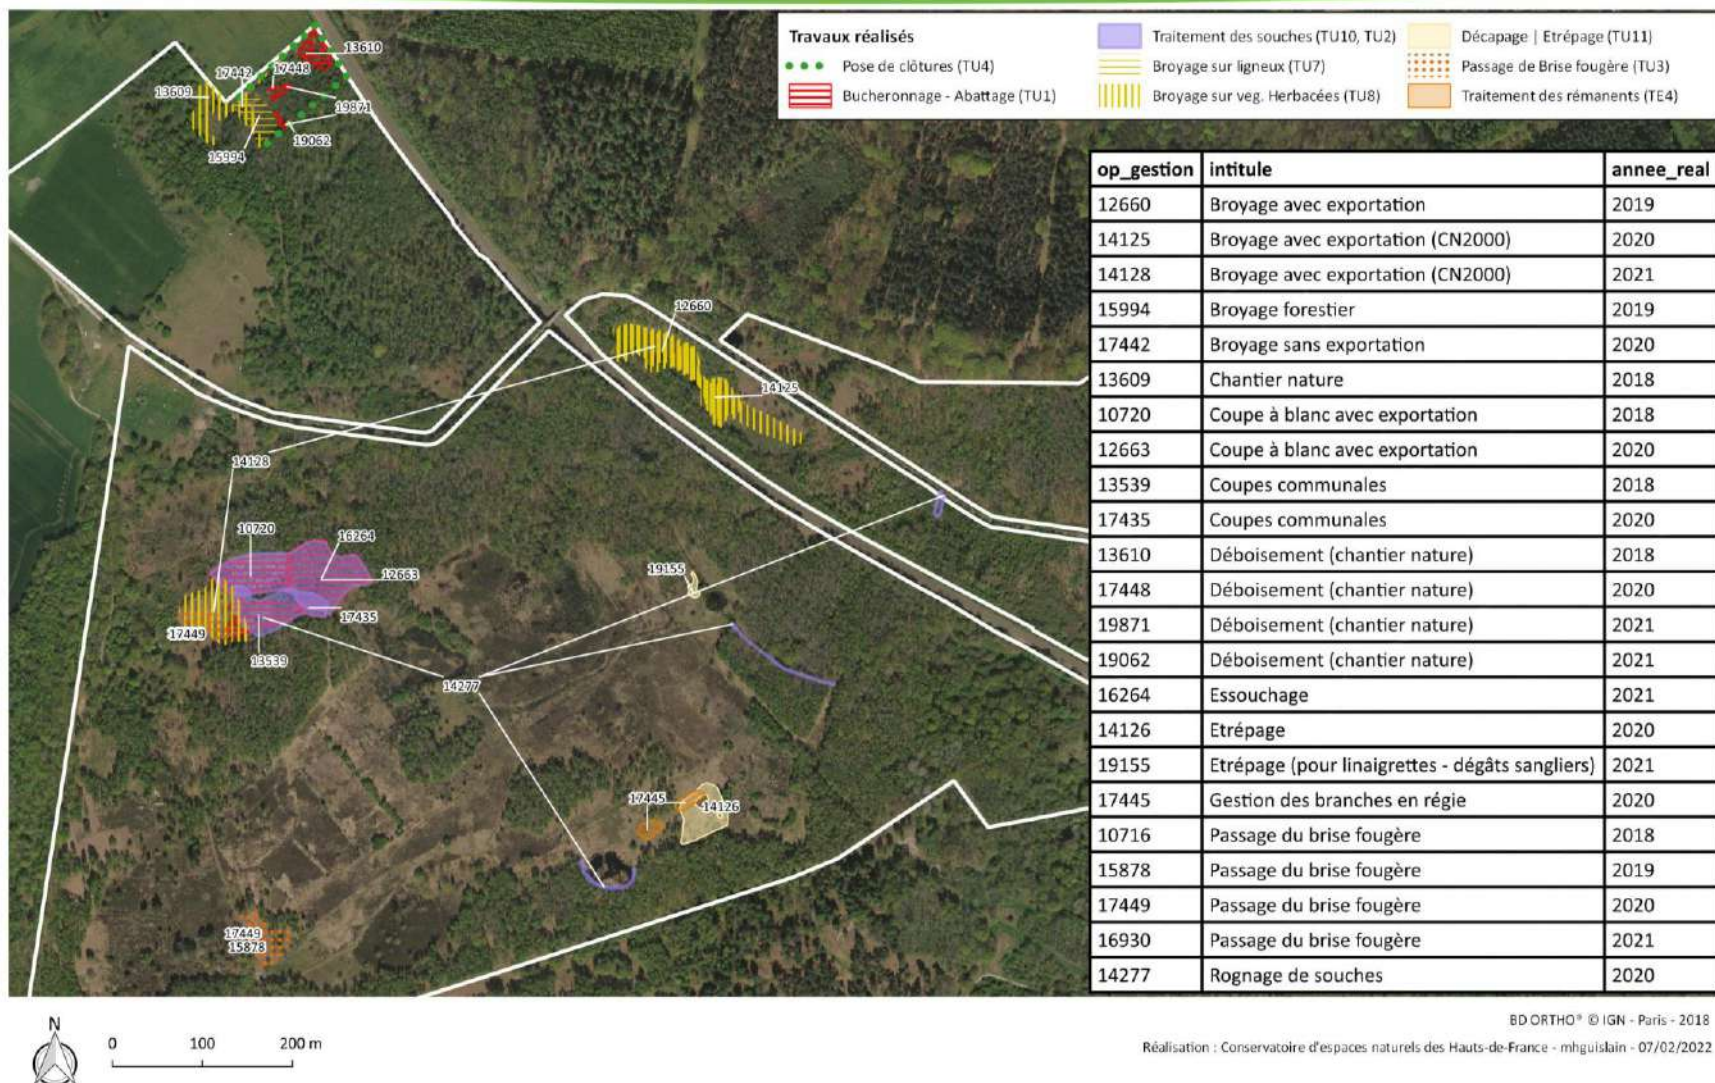 Travaux réalisés
Pose de clôtures (TU4)
Bucheronnage - Abattage (TU1)
Traitement des souches (TU10, TU2)
Broyage sur ligneux (TU7)
Broyage sur veg. Herbacées (TU8)
Décapage | Etrépage (TU11)
Passage de Brise fougère (TU3)
Traitement des rémanents (TE4)
13610
17442
17448
13609
19871
19062
15994
12660
14125
14128
10720
16264
12663
19155
17435
17449
13539
14277
17445
14126
17449
15878
op_gestion intitule annee_real
12660 Broyage avec exportation 2019
14125 Broyage avec exportation (CN2000) 2020
14128 Broyage avec exportation (CN2000) 2021
15994 Broyage forestier 2019
17442 Broyage sans exportation 2020
13609 Chantier nature 2018
10720 Coupe à blanc avec exportation 2018
12663 Coupe à blanc avec exportation 2020
13539 Coupes communales 2018
17435 Coupes communales 2020
13610 Déboisement (chantier nature) 2018
17448 Déboisement (chantier nature) 2020
19871 Déboisement (chantier nature) 2021
19062 Déboisement (chantier nature) 2021
16264 Essouchage 2021
14126 Etrépage 2020
19155 Etrépage (pour linaigrettes - dégâts sangliers) 2021
17445 Gestion des branches en régie 2020
10716 Passage du brise fougère 2018
15878 Passage du brise fougère 2019
17449 Passage du brise fougère 2020
16930 Passage du brise fougère 2021
14277 Rognage de souches 2020
N
0 100 200 m
BD ORTHO® © IGN - Paris - 2018
Réalisation : Conservatoire d'espaces naturels des Hauts-de-France - mhguislain - 07/02/2022